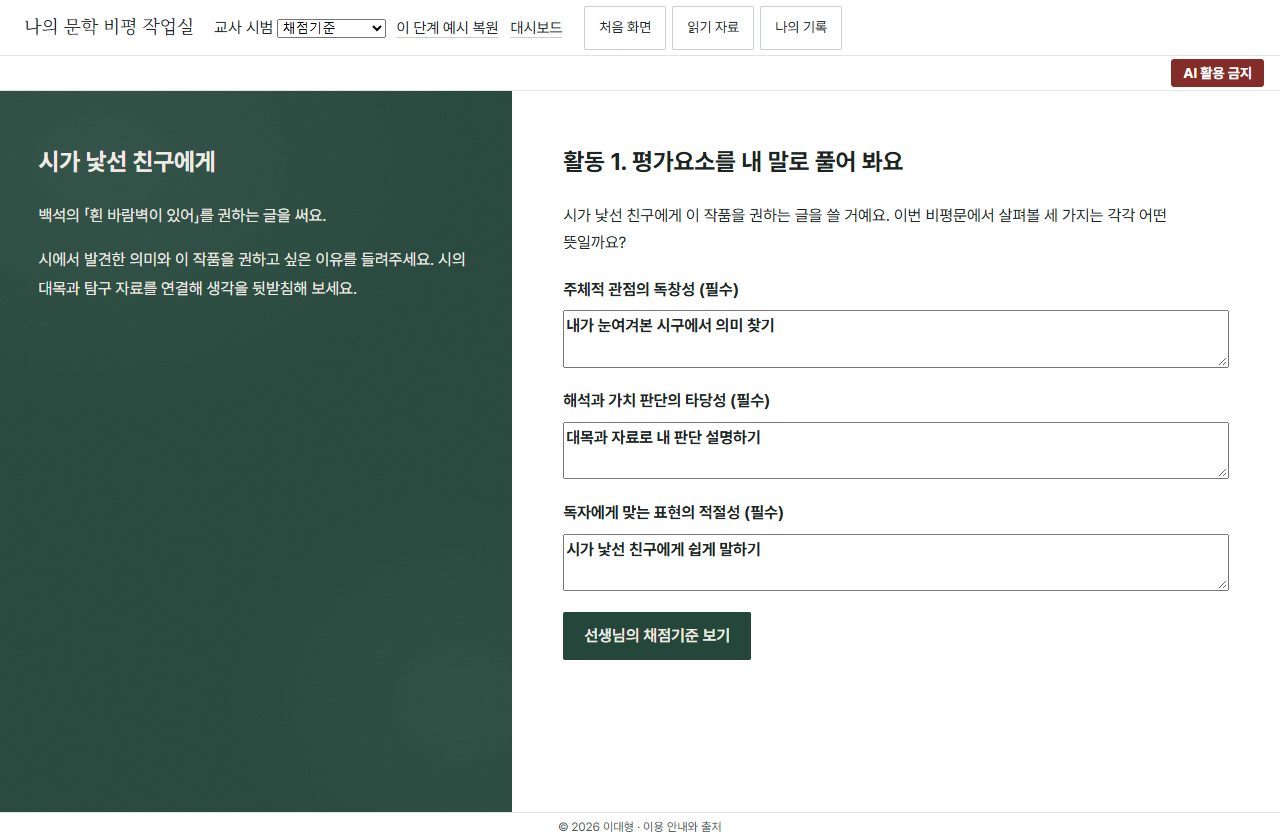 나의 문학 비평 작업실
교사 시범 채점기준 이 단계 예시 복원 대시보드 처음 화면 읽기 자료 나의 기록
AI 활용 금지
시가 낯선 친구에게
백석의 「흰 바람벽이 있어」를 권하는 글을 써요.
시에서 발견한 의미와 이 작품을 권하고 싶은 이유를 들려주세요. 시의
대목과 탐구 자료를 연결해 생각을 뒷받침해 보세요.
활동 1. 평가요소를 내 말로 풀어 봐요
시가 낯선 친구에게 이 작품을 권하는 글을 쓸 거예요. 이번 비평문에서 살펴볼 세 가지는 각각 어떤
뜻일까요?
주체적 관점의 독창성 (필수)
내가 눈여겨본 시구에서 의미 찾기
해석과 가치 판단의 타당성 (필수)
대목과 자료로 내 판단 설명하기
독자에게 맞는 표현의 적절성 (필수)
시가 낯선 친구에게 쉽게 말하기
선생님의 채점기준 보기
© 2026 이대형 · 이용 안내와 출처